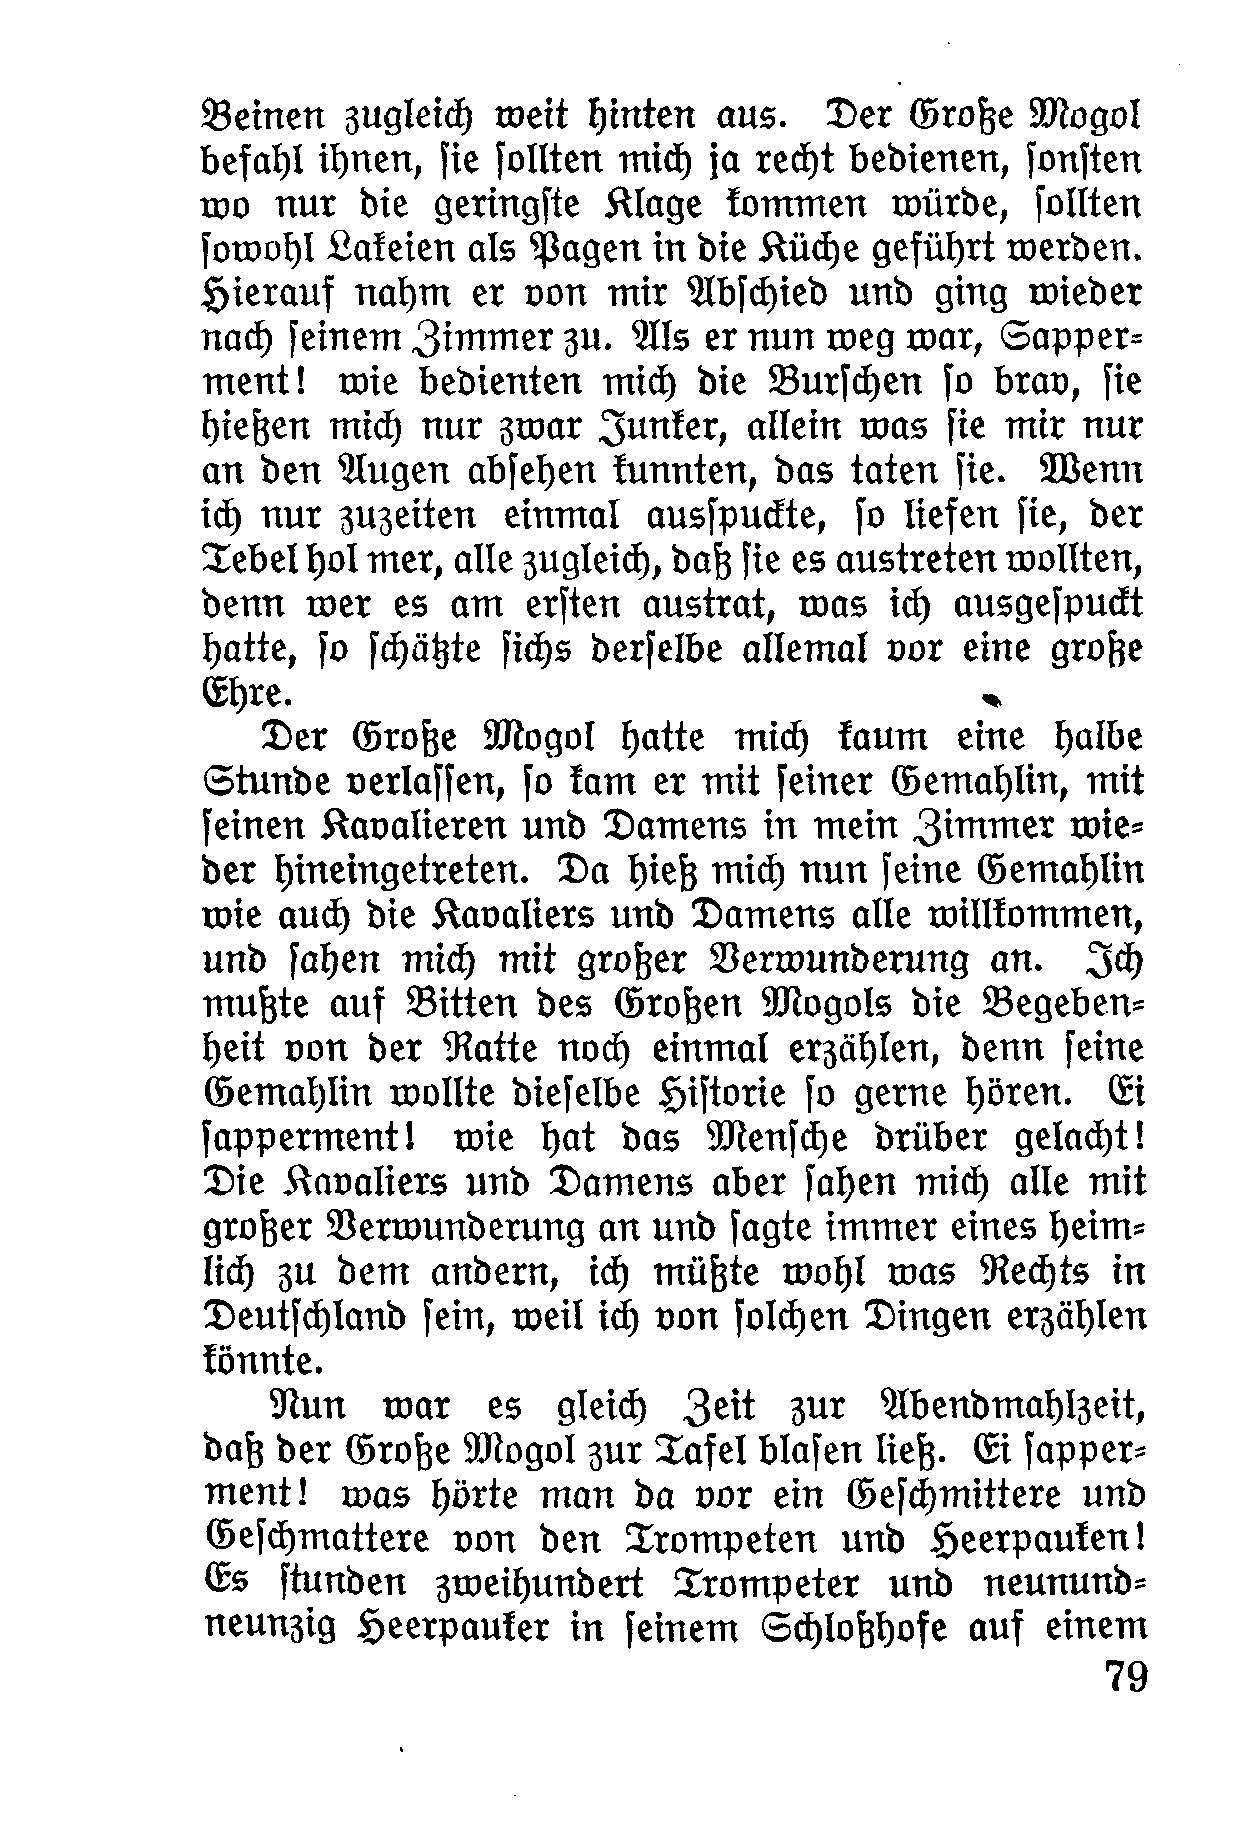 Beinen zugleich weit hinten aus. Der Große Mogol
befahl ihnen, ſie ſollten mich ja recht bedienen, ſonſten
wo nur die geringſte Klage kommen würde, ſollten
ſowohl Lakeien als Pagen in die Küche geführt werden.
Hierauf nahm er von mir Abſchied und ging wieder
nach ſeinem Zimmer zu. Als er nun weg war, Sapper⸗
ment! wie bedienten mich die Burſchen ſo brav, ſie
hießen mich nur zwar Junker, allein was ſie mir nur
an den Augen abſehen kunnten, das taten ſie. Wenn
ich nur zuzeiten einmal ausſpuckte, ſo liefen ſie, der
Tebel hol mer, alle zugleich, daß ſie es austreten wollten,
denn wer es am erſten austrat, was ich ausgeſpuckt
hatte, ſo ſchätzte ſichs derſelbe allemal vor eine große
Ehre.
Der Große Mogol hatte mich kaum eine halbe
Stunde verlaſſen, ſo kam er mit ſeiner Gemahlin, mit
ſeinen Kavalieren und Damens in mein Zimmer wie⸗
der hineingetreten. Da hieß mich nun ſeine Gemahlin
wie auch die Kavaliers und Damens alle willkommen,
und ſahen mich mit großer Verwunderung an. Ich
mußte auf Bitten des Großen Mogols die Begeben⸗
heit von der Ratte noch einmal erzählen, denn ſeine
Gemahlin wollte dieſelbe Hiſtorie ſo gerne hören. Ei
ſapperment! wie hat das Menſche drüber gelacht!
Die Kavaliers und Damens aber ſahen mich alle mit
großer Verwunderung an und ſagte immer eines heim⸗
lich zu dem andern, ich müßte wohl was Rechts in
Deutſchland ſein, weil ich von ſolchen Dingen erzählen
könnte.
Nun war es gleich Zeit zur Abendmahlzeit,
daß der Große Mogol zur Tafel blaſen ließ. Ei ſapper⸗
ment! was hörte man da vor ein Geſchmittere und
Geſchmattere von den Trompeten und Heerpauken!
Es ſtunden zweihundert Trompeter und neunund⸗
neunzig Heerpauker in ſeinem Schloßhofe auf einem
79